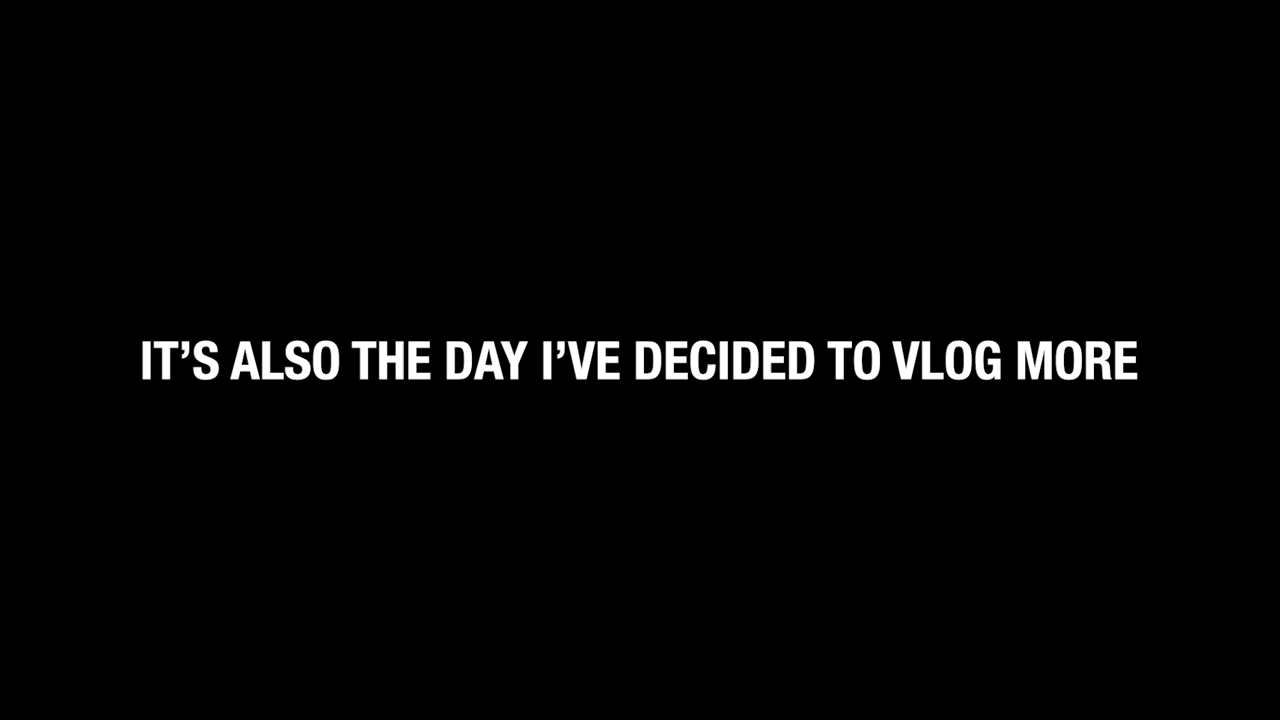 IT’S ALSO THE DAY I’VE DECIDED TO VLOG MORE